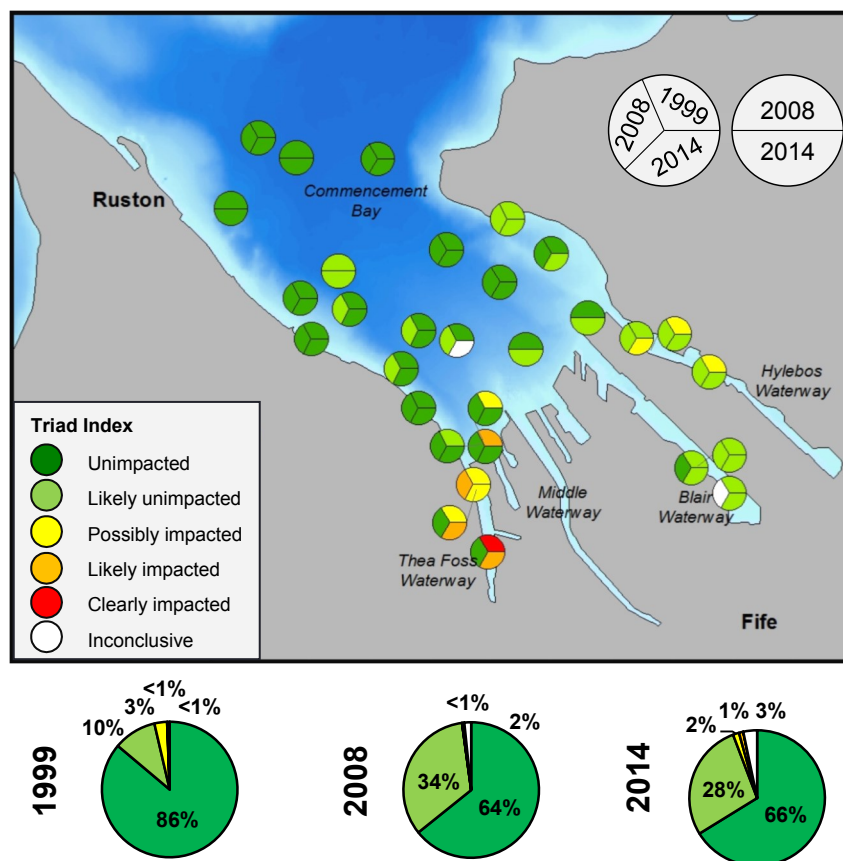 2008
1999
2014
2008
2014
Ruston
Commencement
Bay
Hylebos
Waterway
Middle
Waterway
Blair
Waterway
Thea Foss
Waterway
Fife
Triad Index
Unimpacted
Likely unimpacted
Possibly impacted
Likely impacted
Clearly impacted
Inconclusive
1999
10%
3%
<1%
<1%
86%
2008
<1%
2%
34%
64%
2014
2%
1%
3%
28%
66%